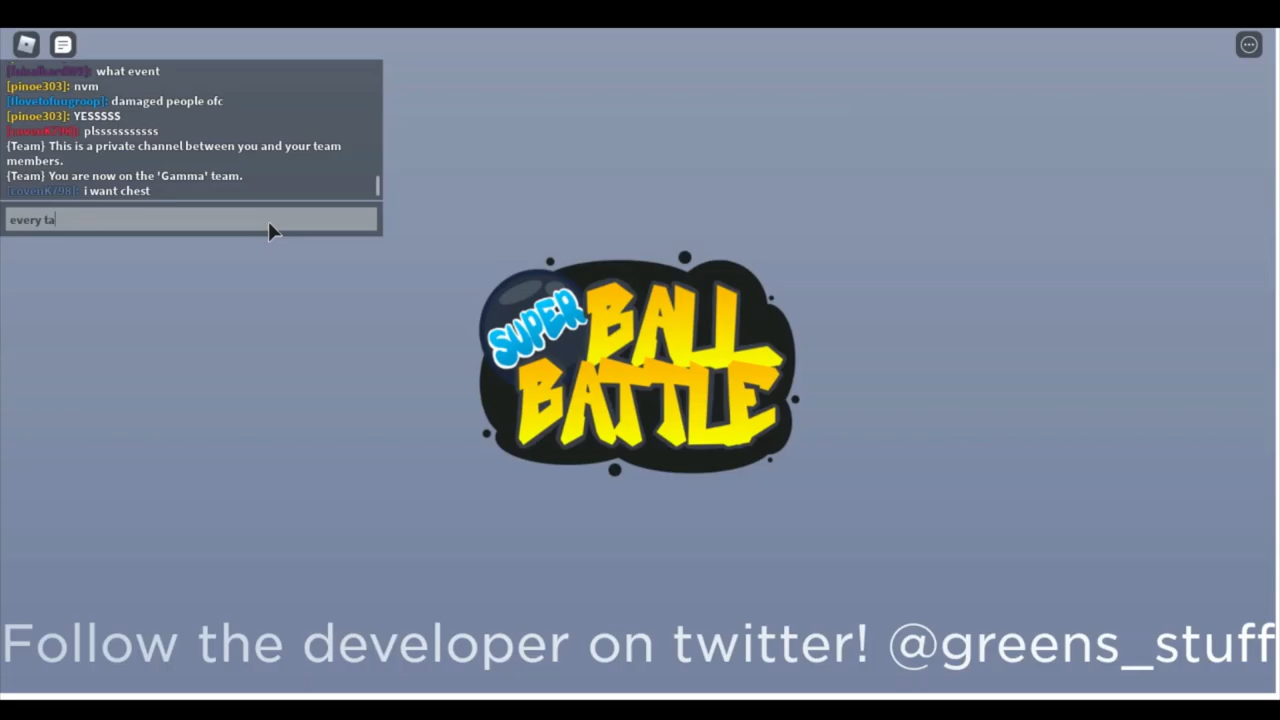 what event
[pinoe303]: nvm
damaged people ofc
[pinoe303]: YESSSSS
plsssssssssss
{Team} This is a private channel between you and your team
members.
{Team} You are now on the 'Gamma' team.
[rovenK798]: i want chest
every ta
SUPER
BALL
BATTLE
Follow the developer on twitter! @greens_stuff